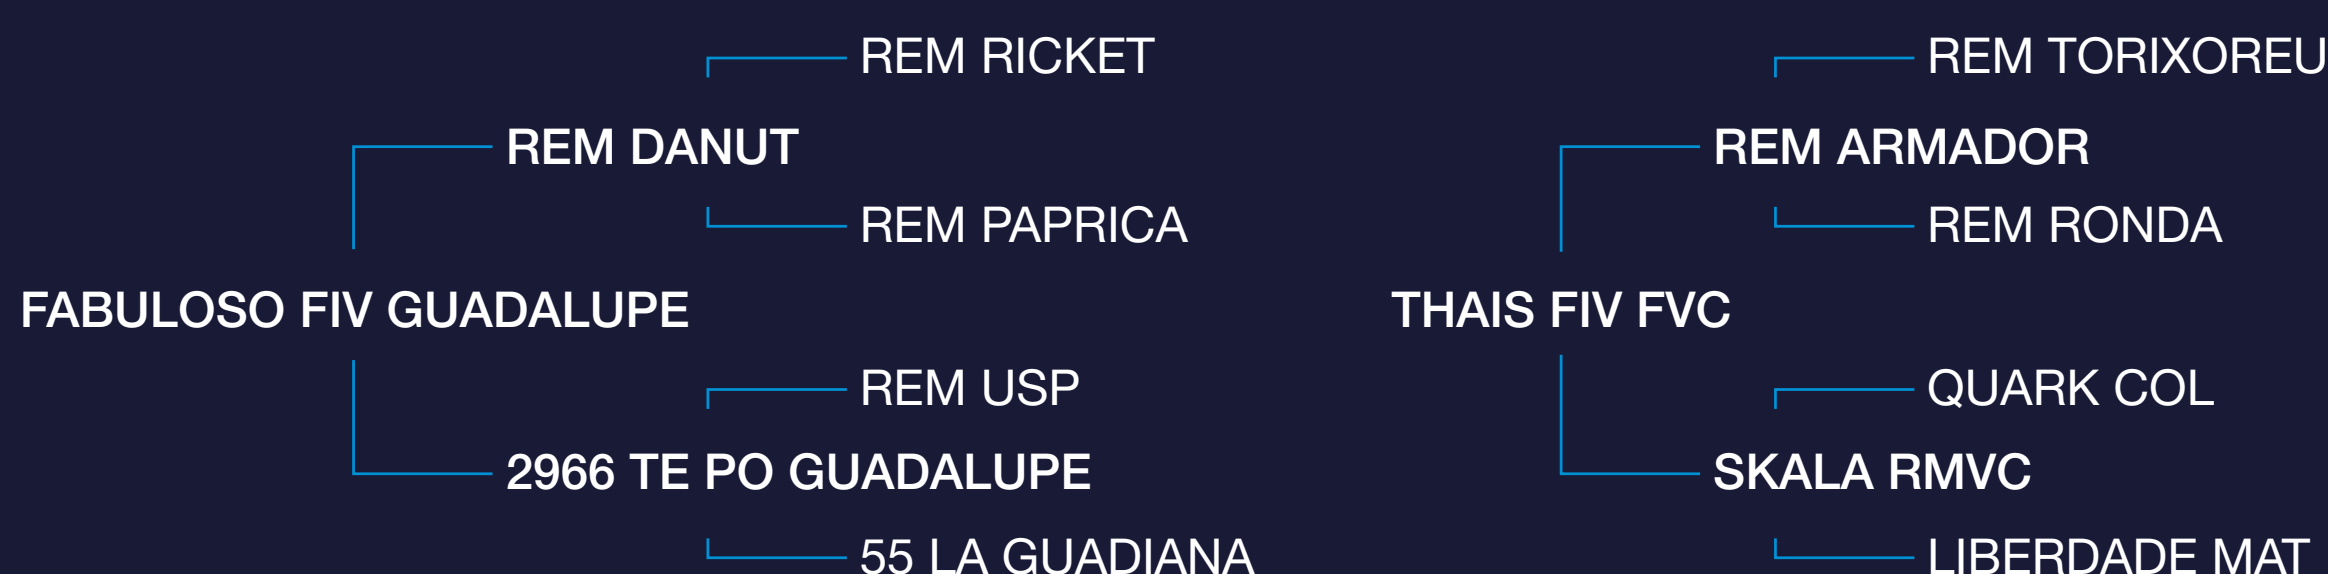 REM RICKET
REM DANUT
REM PAPRICA
FABULOSO FIV GUADALUPE
REM USP
2966 TE PO GUADALUPE
55 LA GUADIANA
REM TORIXOREU
REM ARMADOR
REM RONDA
THAIS FIV FVC
QUARK COL
SKALA RMVC
LIBERDADE MAT